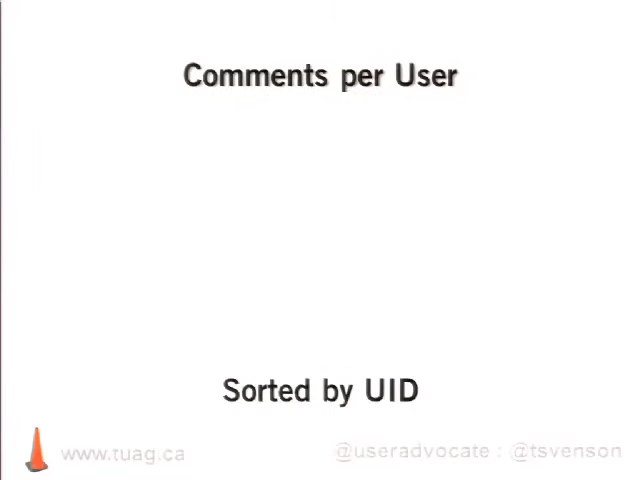 Comments per User
Sorted by UID
www.tuag.ca
@useradvocate : @tsvenson